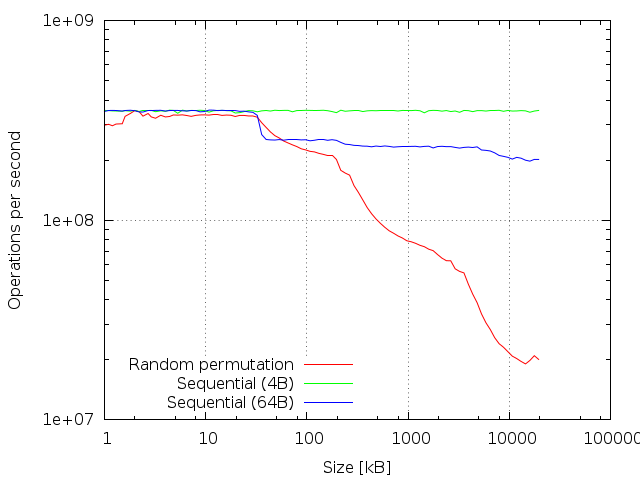 1e+09
1e+08
1e+07
Operations per second
Random permutation
Sequential (4B)
Sequential (64B)
1 10 100 1000 10000 100000
Size [kB]